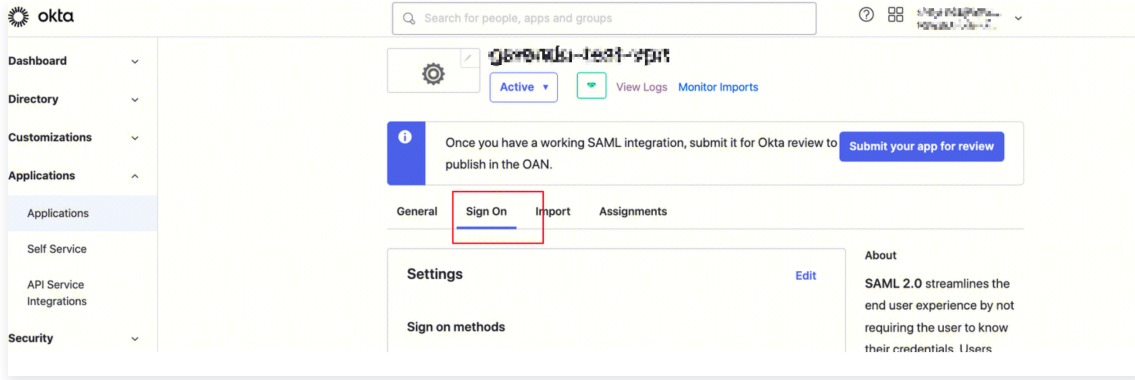 okta
Search for people, apps and groups
Dashboard
Directory
Customizations
Applications
Applications
Self Service
API Service
Integrations
Security
Active
View Logs
Monitor Imports
Once you have a working SAML integration, submit it for Okta review to
publish in the OAN.
Submit your app for review
General
Sign On
Import
Assignments
Settings
Edit
Sign on methods
About
SAML 2.0 streamlines the
end user experience by not
requiring the user to know
their credentials. Users